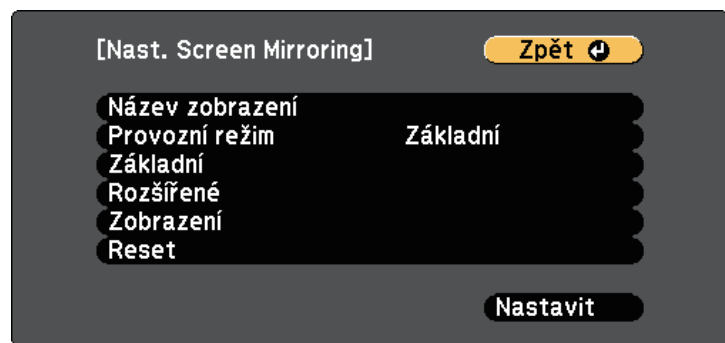 [Nast. Screen Mirroring] Zpět
Název zobrazení
Provozní režim Základní
Základní
Rozšířené
Zobrazení
Reset
Nastavit